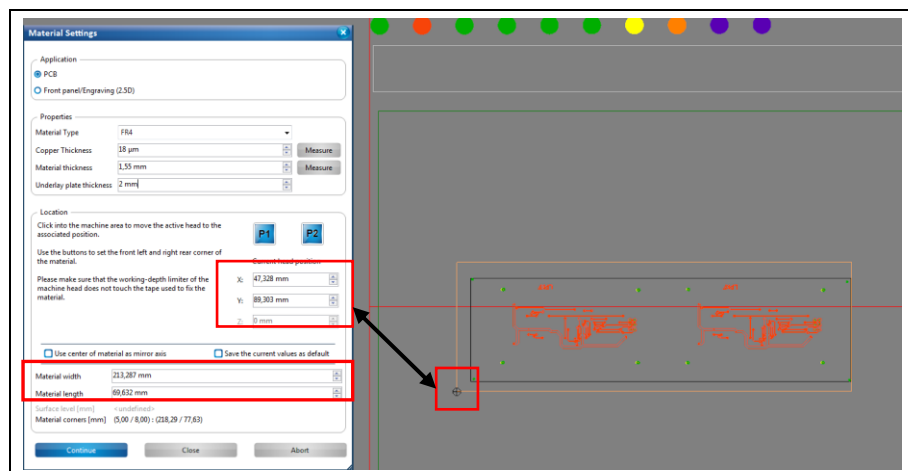 Material Settings
Application
PCB
Front panel/Engraving (2.5D)
Properties
Material Type FR4
Copper Thickness 18 µm Measure
Material thickness 1,55 mm Measure
Underlay plate thickness 2 mm
Location
Click into the machine area to move the active head to the
associated position.
P1 P2
Use the buttons to set the front left and right rear corner of
the material.
Current head position
Please make sure that the working-depth limiter of the
machine head does not touch the tape used to fix the
material.
X: 47,328 mm
Y: 89,303 mm
Z: 0 mm
Use center of material as mirror axis Save the current values as default
Material width 213,287 mm
Material length 69,632 mm
Surface level [mm] <undefined>
Material corners [mm] (5,00 / 8,00) : (218,29 / 77,63)
Continue Close Abort